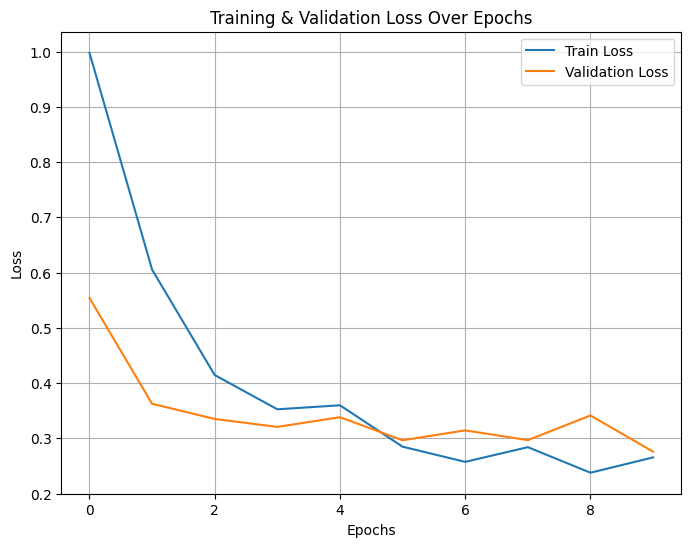 Training & Validation Loss Over Epochs
Train Loss
Validation Loss
Loss
1.0
0.9
0.8
0.7
0.6
0.5
0.4
0.3
0.2
0 2 4 6 8
Epochs